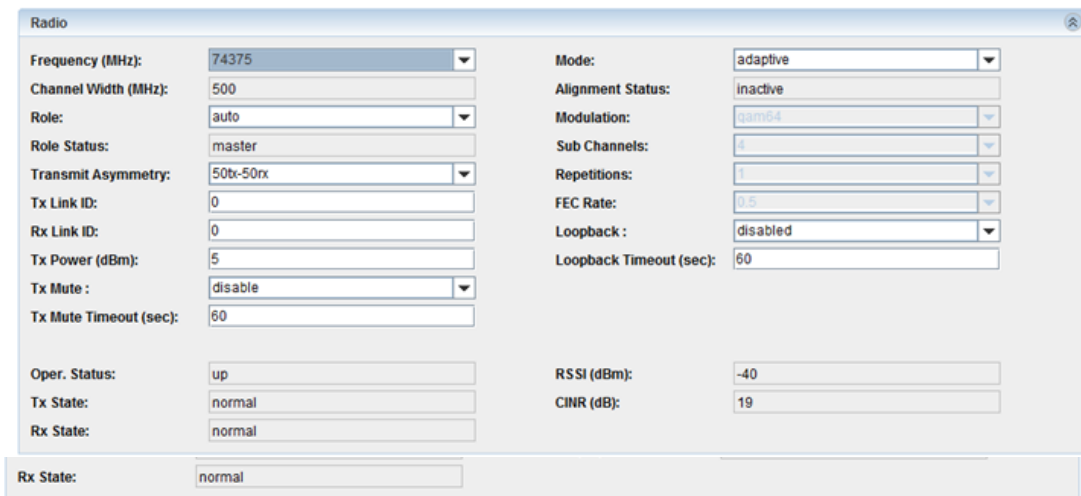 Radio
Frequency (MHz): 74375 Mode: adaptive
Channel Width (MHz): 500 Alignment Status: inactive
Role: auto Modulation: qam64
Role Status: master Sub Channels: 4
Transmit Asymmetry: 50tx-50rx Repetitions: 1
Tx Link ID: 0 FEC Rate: 0.5
Rx Link ID: 0 Loopback : disabled
Tx Power (dBm): 5 Loopback Timeout (sec): 60
Tx Mute : disable
Tx Mute Timeout (sec): 60
Oper. Status: up RSSI (dBm): -40
Tx State: normal CINR (dB): 19
Rx State: normal
Rx State: normal